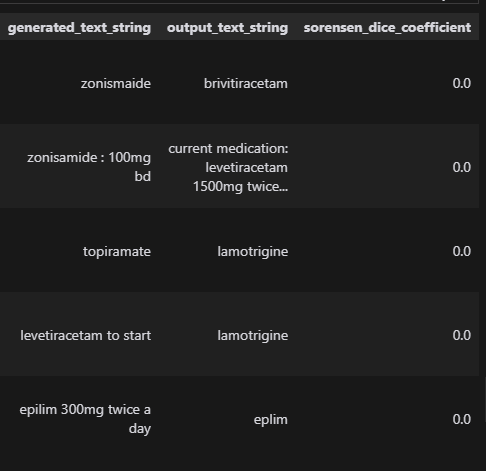 generated_text_string output_text_string sorensen_dice_coefficient
zonismaide brivitiracetam 0.0
zonisamide : 100mg bd current medication: levetiracetam 1500mg twice... 0.0
topiramate lamotrigine 0.0
levetiracetam to start lamotrigine 0.0
epilim 300mg twice a day eplim 0.0